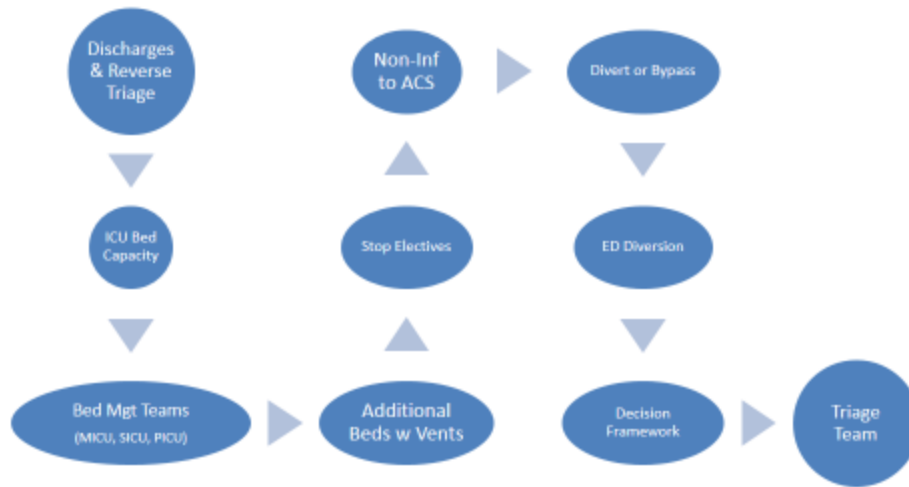 Discharges
& Reverse
Triage
ICU Bed
Capacity
Bed Mgt Teams
(MICU, SICU, PICU)
Additional
Beds w Vents
Stop Electives
Non-Inf
to ACS
Divert or Bypass
ED Diversion
Decision
Framework
Triage
Team